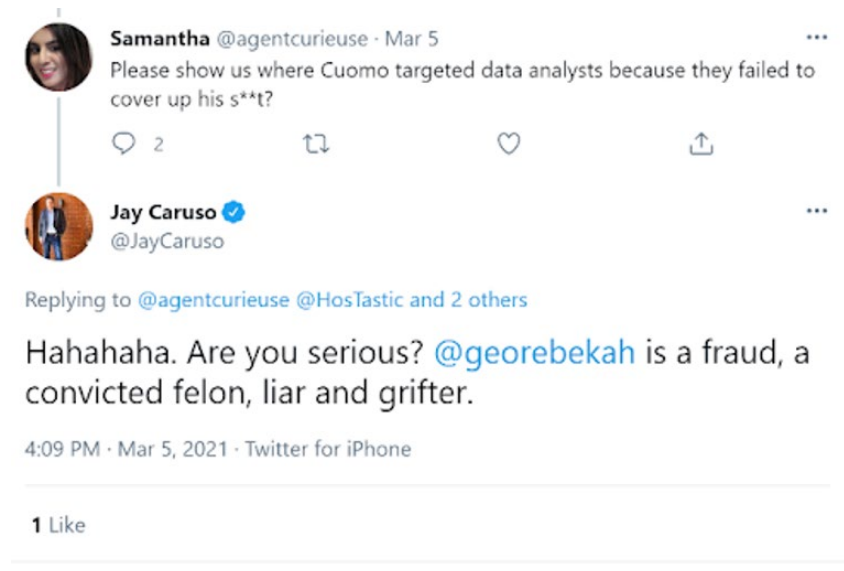 Samantha @agentcurieuse · Mar 5
Please show us where Cuomo targeted data analysts because they failed to
cover up his s**t?
2
Jay Caruso
@JayCaruso
Replying to @agentcurieuse @HosTastic and 2 others
Hahahaha. Are you serious? @georebekah is a fraud, a
convicted felon, liar and grifter.
4:09 PM · Mar 5, 2021 · Twitter for iPhone
1 Like